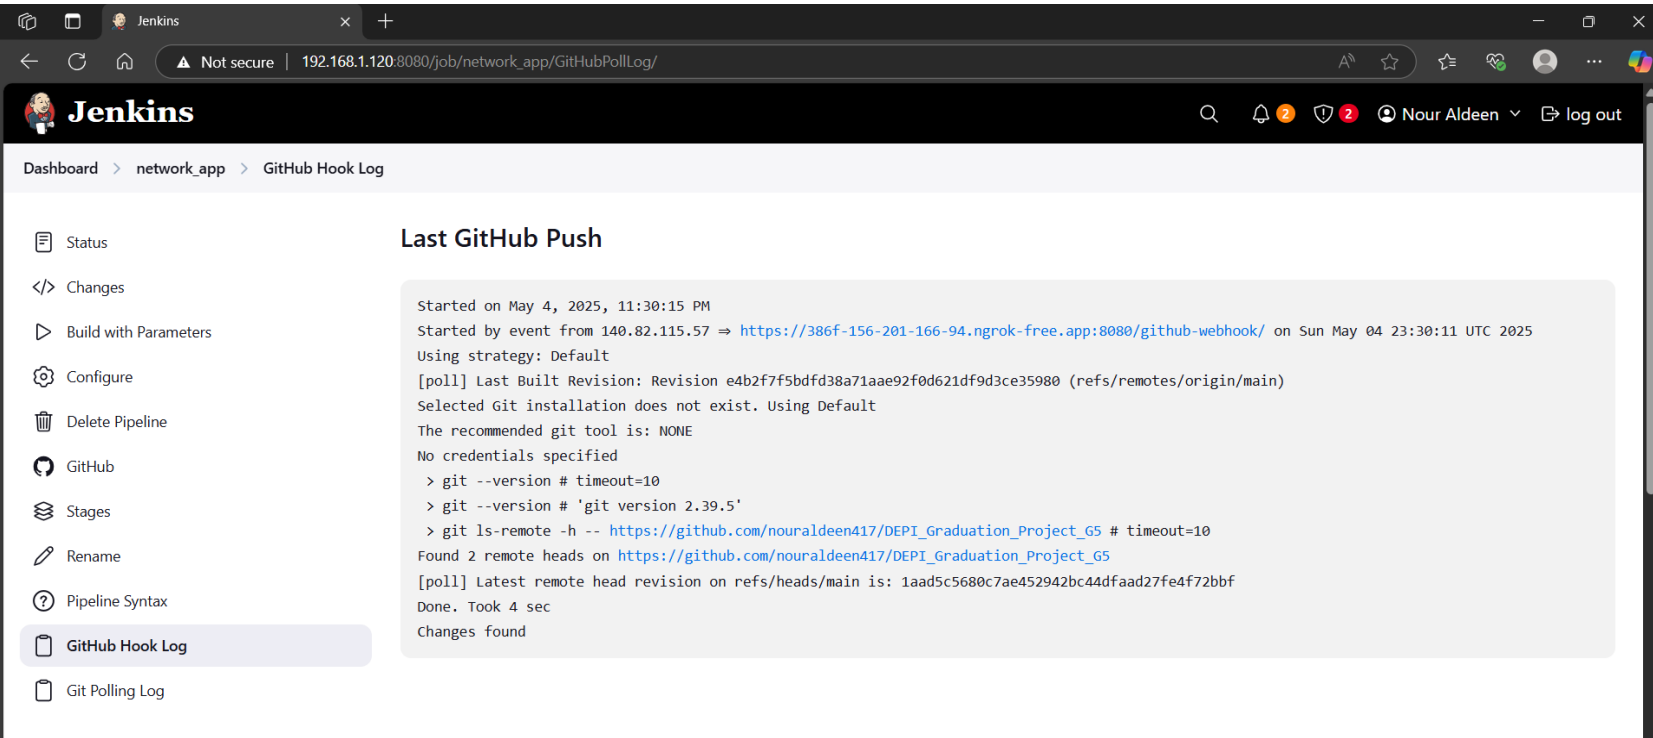 Jenkins
Not secure
192.168.1.120:8080/job/network_app/GitHubPollLog/
Jenkins
2
2
Nour Aldeen
log out
Dashboard
network_app
GitHub Hook Log
Status
Changes
Build with Parameters
Configure
Delete Pipeline
GitHub
Stages
Rename
Pipeline Syntax
GitHub Hook Log
Git Polling Log
Last GitHub Push
Started on May 4, 2025, 11:30:15 PM
Started by event from 140.82.115.57 ⇒ https://386f-156-201-166-94.ngrok-free.app:8080/github-webhook/ on Sun May 04 23:30:11 UTC 2025
Using strategy: Default
[poll] Last Built Revision: Revision e4b2f7f5bdfd38a71aae92f0d621df9d3ce35980 (refs/remotes/origin/main)
Selected Git installation does not exist. Using Default
The recommended git tool is: NONE
No credentials specified
> git --version # timeout=10
> git --version # 'git version 2.39.5'
> git ls-remote -h -- https://github.com/nouraldeen417/DEPI_Graduation_Project_G5 # timeout=10
Found 2 remote heads on https://github.com/nouraldeen417/DEPI_Graduation_Project_G5
[poll] Latest remote head revision on refs/heads/main is: 1aad5c5680c7ae452942bc44dfaad27fe4f72bbf
Done. Took 4 sec
Changes found